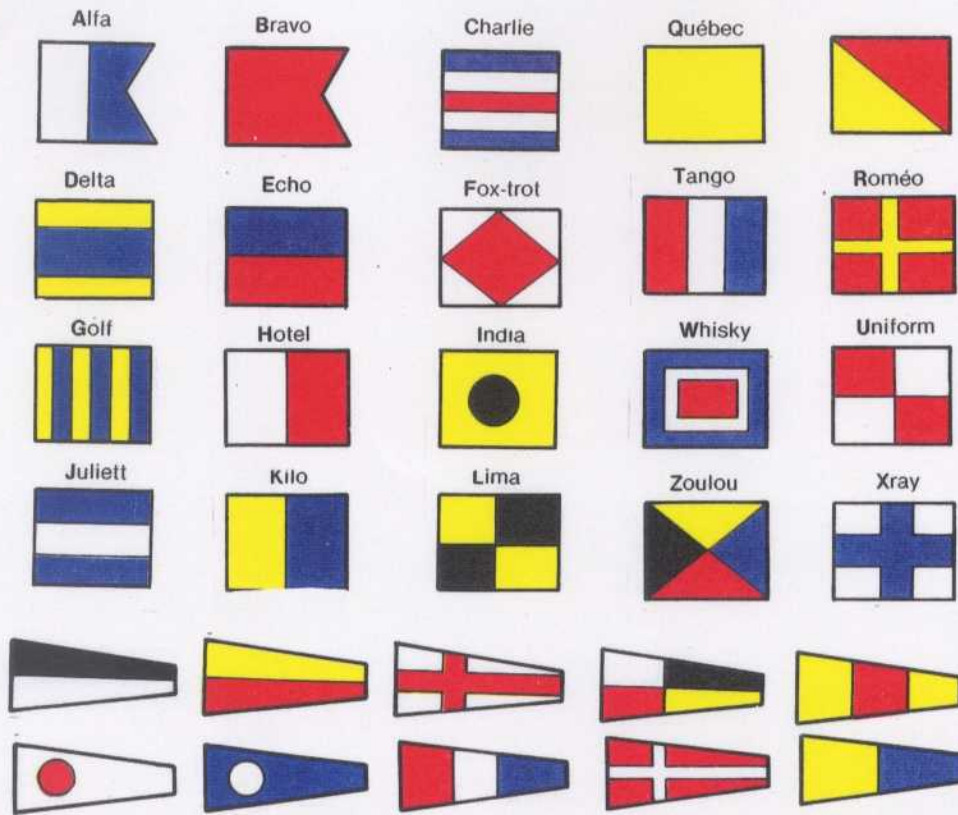 Alfa
Bravo
Charlie
Québec
Delta
Echo
Fox-trot
Tango
Roméo
Golf
Hotel
India
Whisky
Uniform
Juliett
Kilo
Lima
Zoulou
Xray